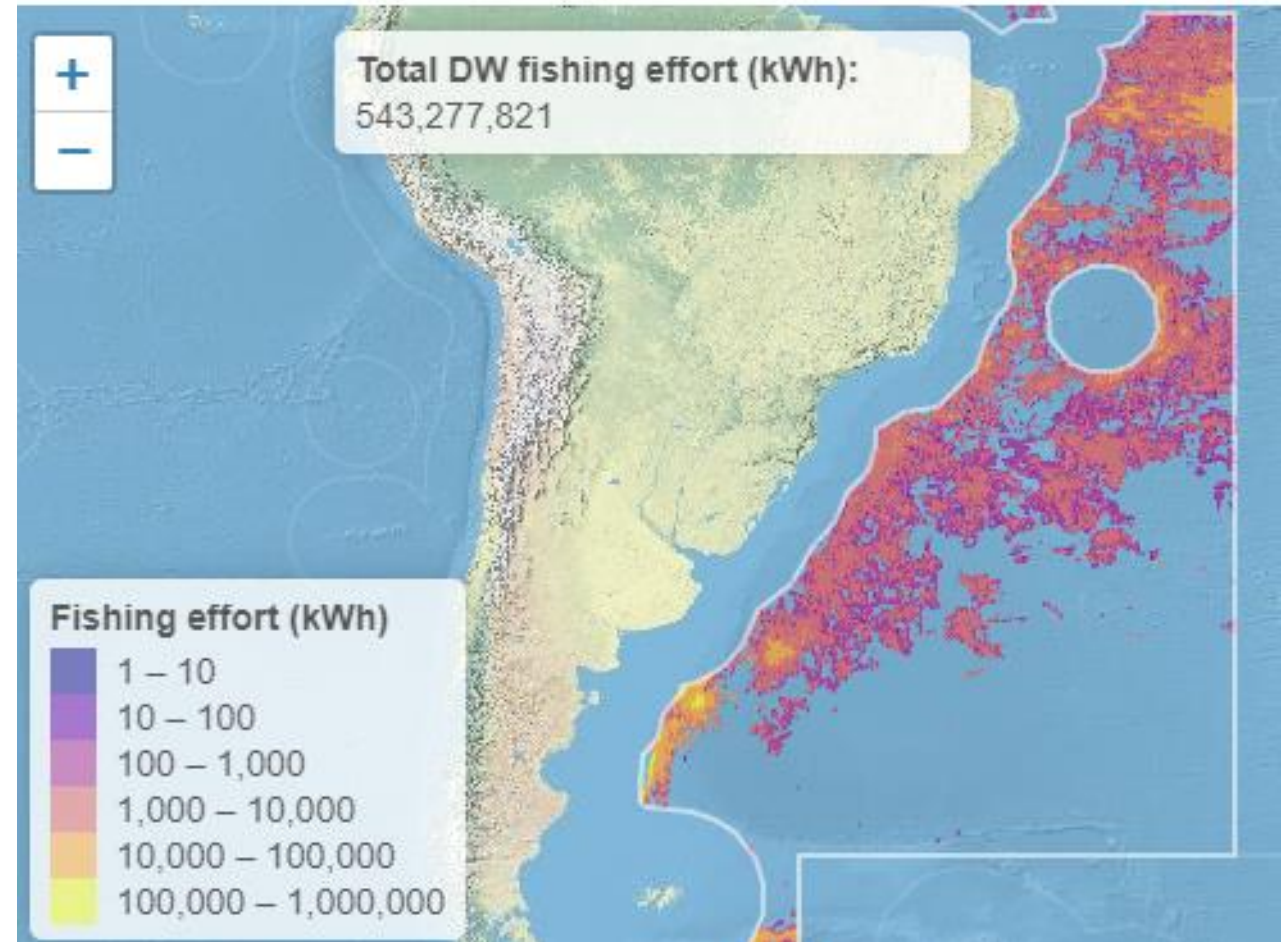 +
−
Total DW fishing effort (kWh):
543,277,821
Fishing effort (kWh)
1 – 10
10 – 100
100 – 1,000
1,000 – 10,000
10,000 – 100,000
100,000 – 1,000,000